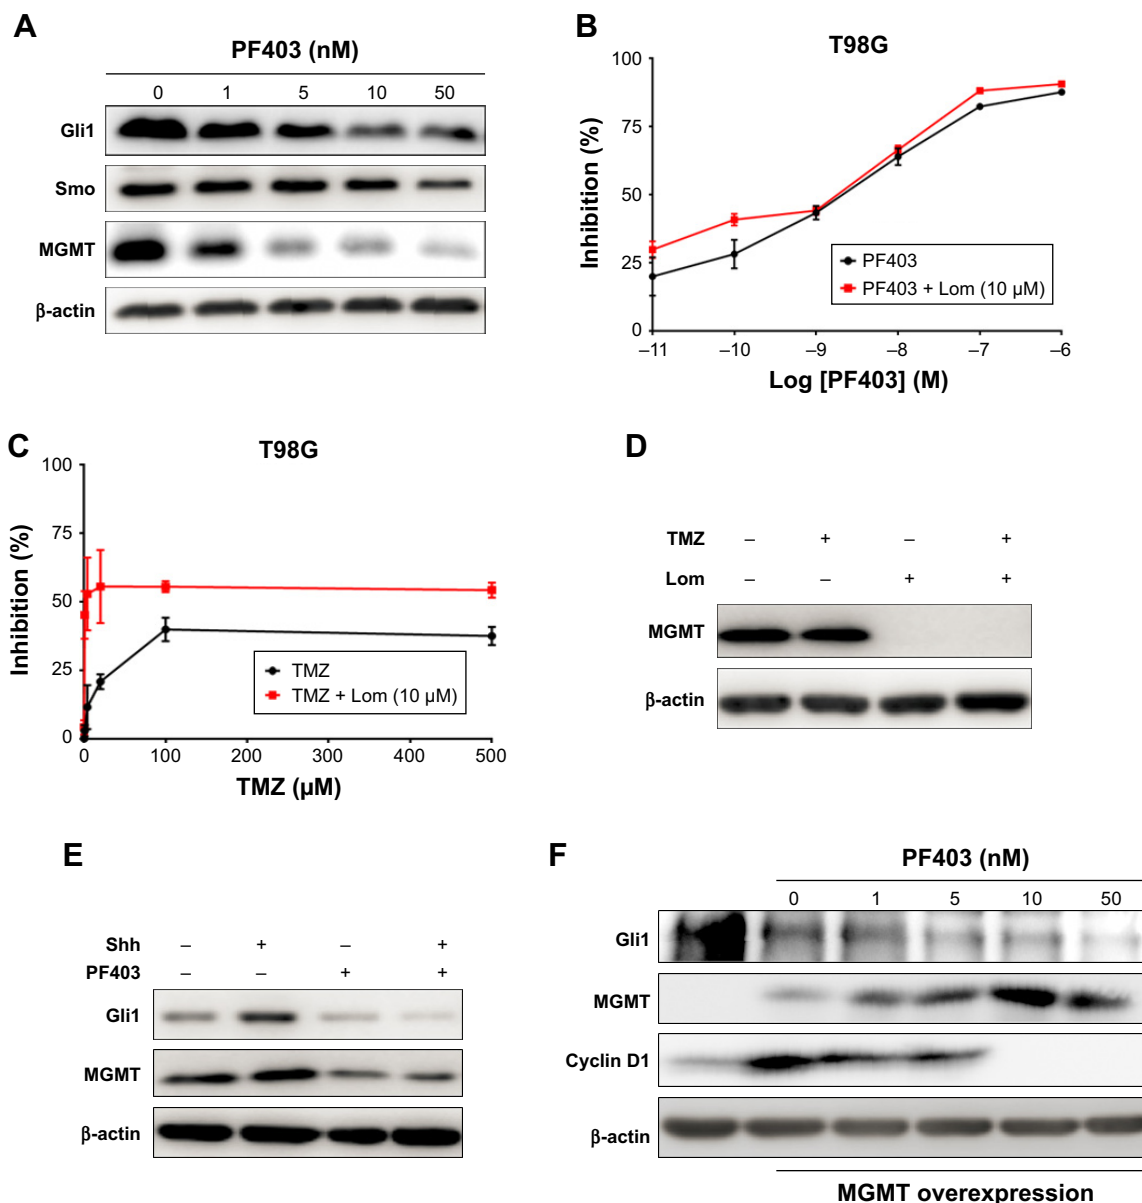 A
PF403 (nM)
0 1 5 10 50
Gli1
Smo
MGMT
β-actin
B
T98G
100
75
50
25
0
Inhibition (%)
PF403
PF403 + Lom (10 µM)
–11 –10 –9 –8 –7 –6
Log [PF403] (M)
C
T98G
100
75
50
25
0
Inhibition (%)
TMZ
TMZ + Lom (10 µM)
0 100 200 300 400 500
TMZ (µM)
D
TMZ – + – +
Lom – – + +
MGMT
β-actin
E
Shh – + – +
PF403 – – + +
Gli1
MGMT
β-actin
F
PF403 (nM)
0 1 5 10 50
Gli1
MGMT
Cyclin D1
β-actin
MGMT overexpression